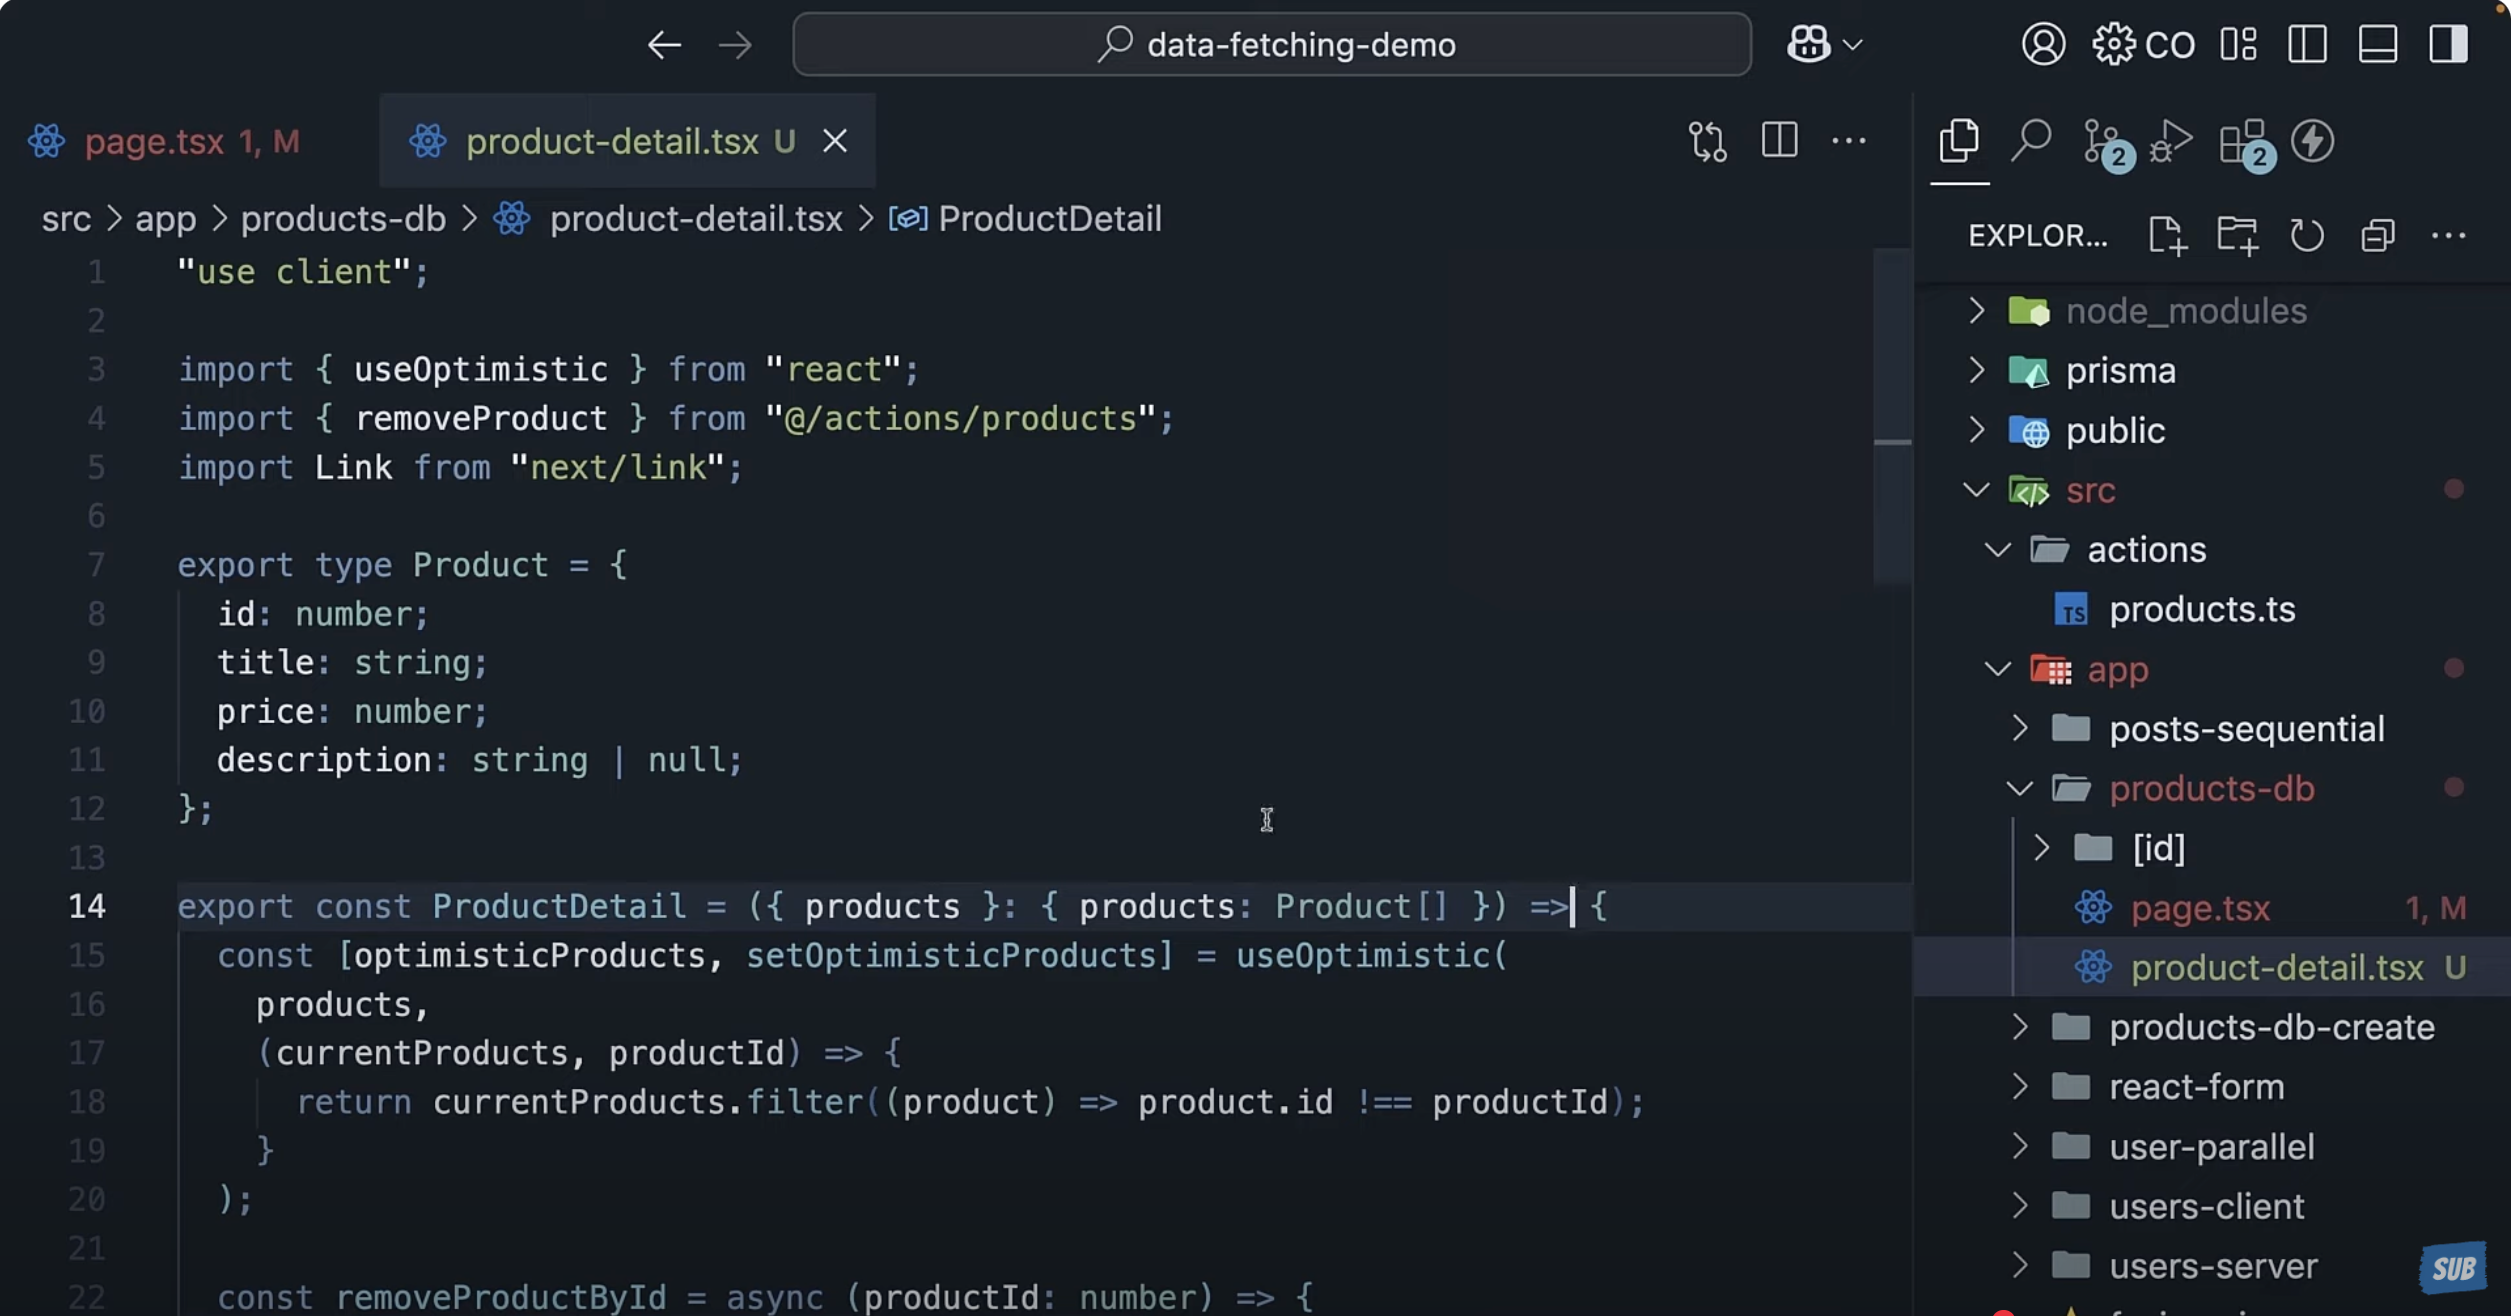 data-fetching-demo
CO
page.tsx 1, M
product-detail.tsx U
src > app > products-db > product-detail.tsx > ProductDetail
1 "use client";
2
3 import { useOptimistic } from "react";
4 import { removeProduct } from "@/actions/products";
5 import Link from "next/link";
6
7 export type Product = {
8 id: number;
9 title: string;
10 price: number;
11 description: string | null;
12 };
13
14 export const ProductDetail = ({ products }: { products: Product[] }) => {
15 const [optimisticProducts, setOptimisticProducts] = useOptimistic(
16 products,
17 (currentProducts, productId) => {
18 return currentProducts.filter((product) => product.id !== productId);
19 }
20 );
21
22 const removeProductById = async (productId: number) => {
2
2
EXPLOR...
node_modules
prisma
public
src
actions
TS products.ts
app
posts-sequential
products-db
[id]
page.tsx 1, M
product-detail.tsx U
products-db-create
react-form
user-parallel
users-client
users-server
SUB